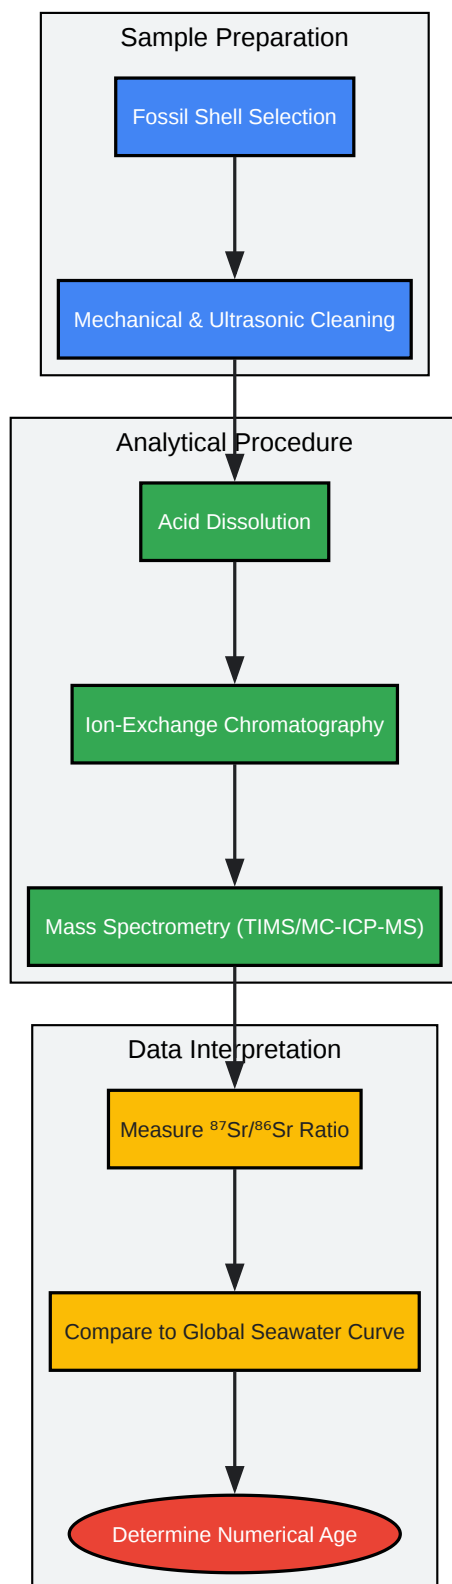 Sample Preparation
Fossil Shell Selection
Mechanical & Ultrasonic Cleaning
Analytical Procedure
Acid Dissolution
Ion-Exchange Chromatography
Mass Spectrometry (TIMS/MC-ICP-MS)
Data Interpretation
Measure ⁸⁷Sr/⁸⁶Sr Ratio
Compare to Global Seawater Curve
Determine Numerical Age